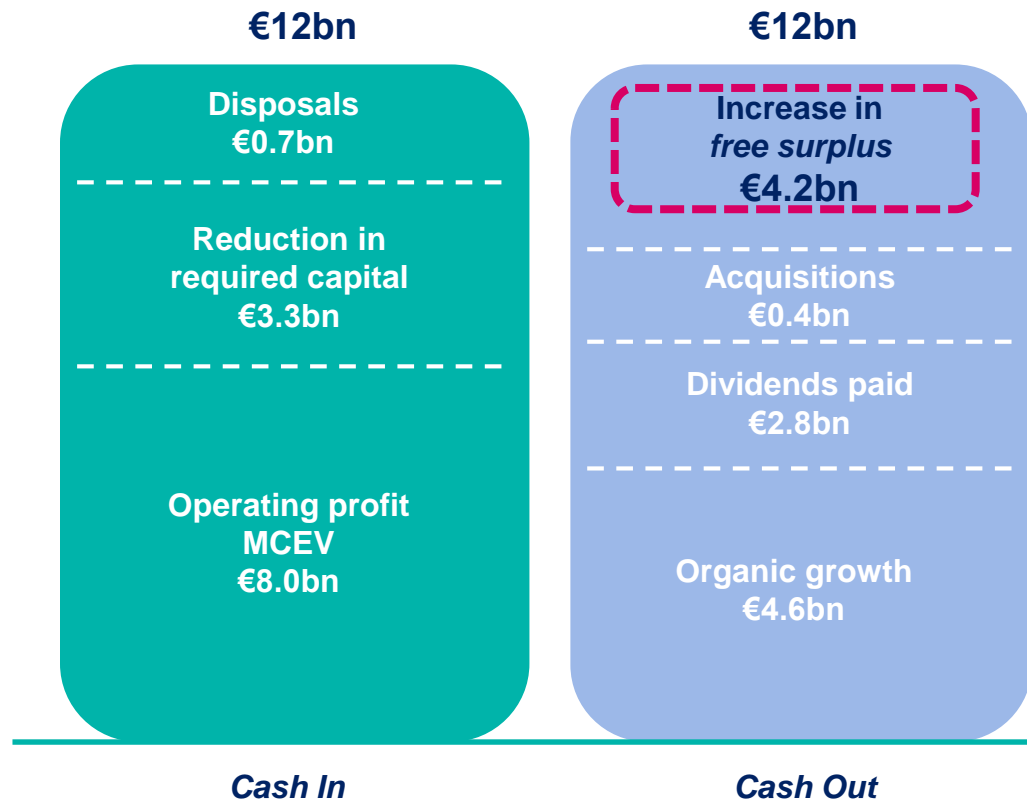 €12bn
Disposals
€0.7bn
Reduction in
required capital
€3.3bn
Operating profit
MCEV
€8.0bn
Cash In
€12bn
Increase in
free surplus
€4.2bn
Acquisitions
€0.4bn
Dividends paid
€2.8bn
Organic growth
€4.6bn
Cash Out